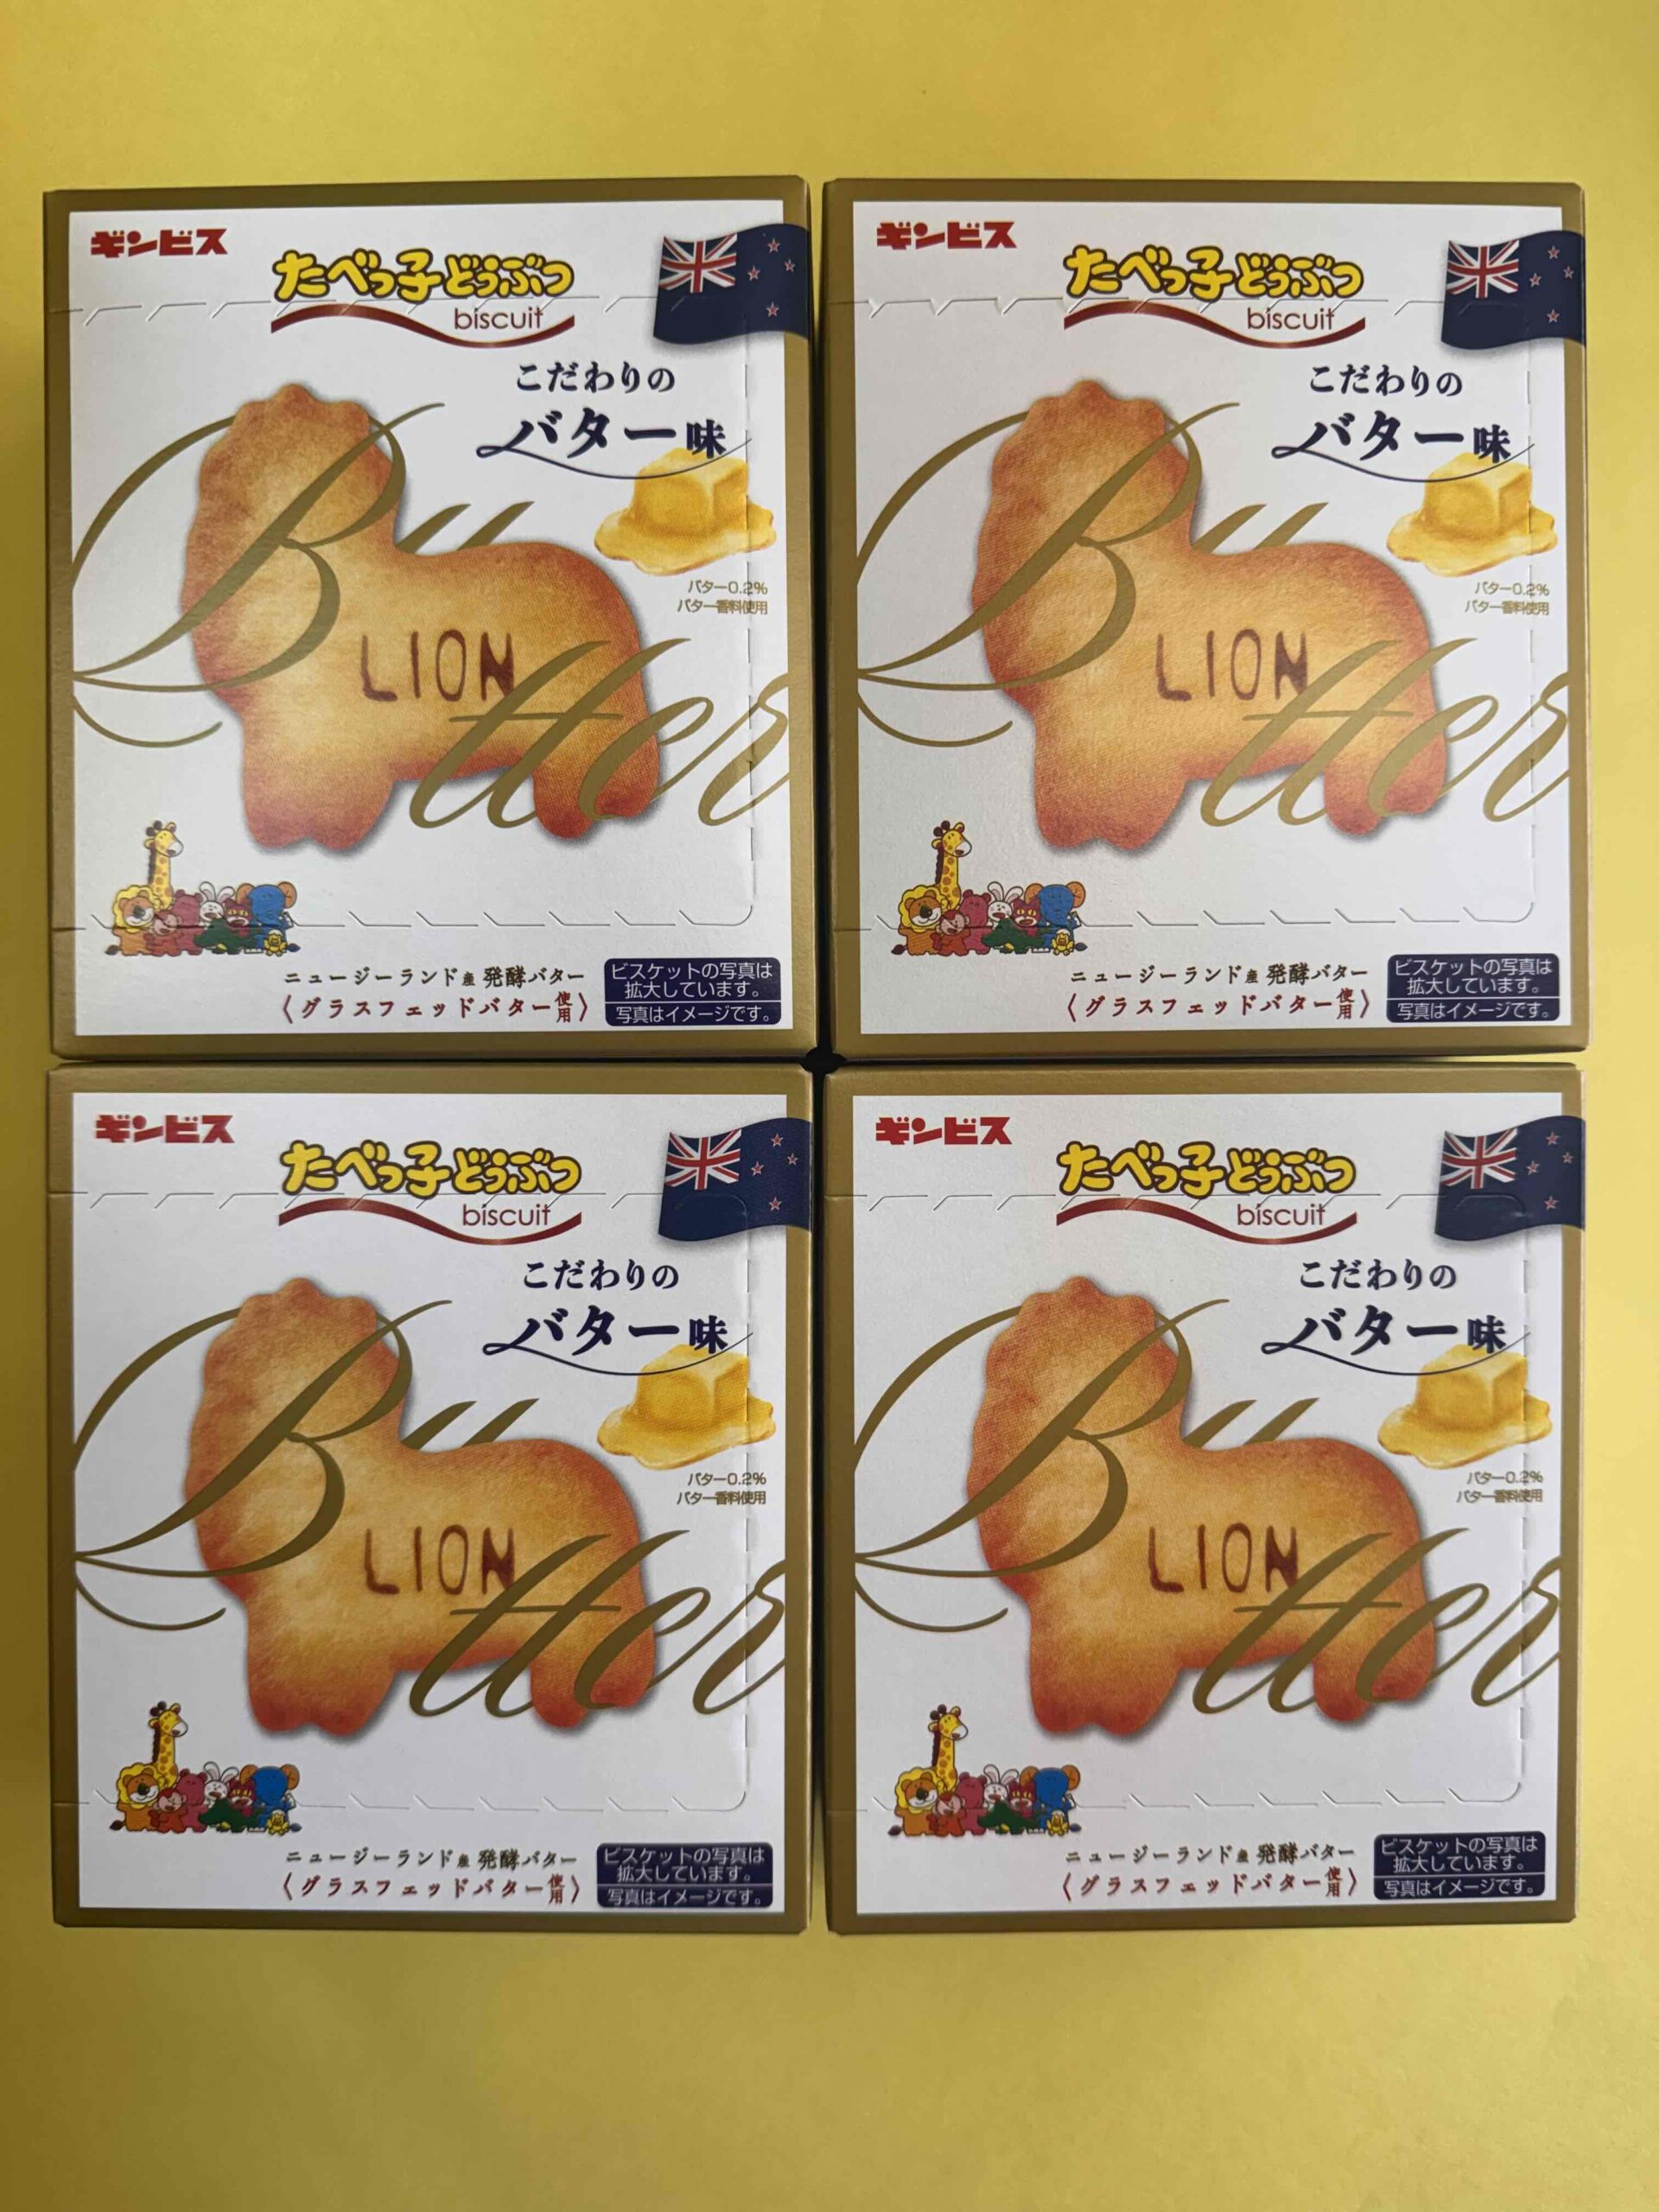 ギンビス
たべっ子どうぶつ
biscuit
こだわりの
バター味
Butter
バター0.2%
バター香料使用
LION
ニュージーランド産 発酵バター
〈グラスフェッドバター使用〉
ビスケットの写真は
拡大しています。
写真はイメージです。
ギンビス
たべっ子どうぶつ
biscuit
こだわりの
バター味
Butter
バター0.2%
バター香料使用
LION
ニュージーランド産 発酵バター
〈グラスフェッドバター使用〉
ビスケットの写真は
拡大しています。
写真はイメージです。
ギンビス
たべっ子どうぶつ
biscuit
こだわりの
バター味
Butter
バター0.2%
バター香料使用
LION
ニュージーランド産 発酵バター
〈グラスフェッドバター使用〉
ビスケットの写真は
拡大しています。
写真はイメージです。
ギンビス
たべっ子どうぶつ
biscuit
こだわりの
バター味
Butter
バター0.2%
バター香料使用
LION
ニュージーランド産 発酵バター
〈グラスフェッドバター使用〉
ビスケットの写真は
拡大しています。
写真はイメージです。